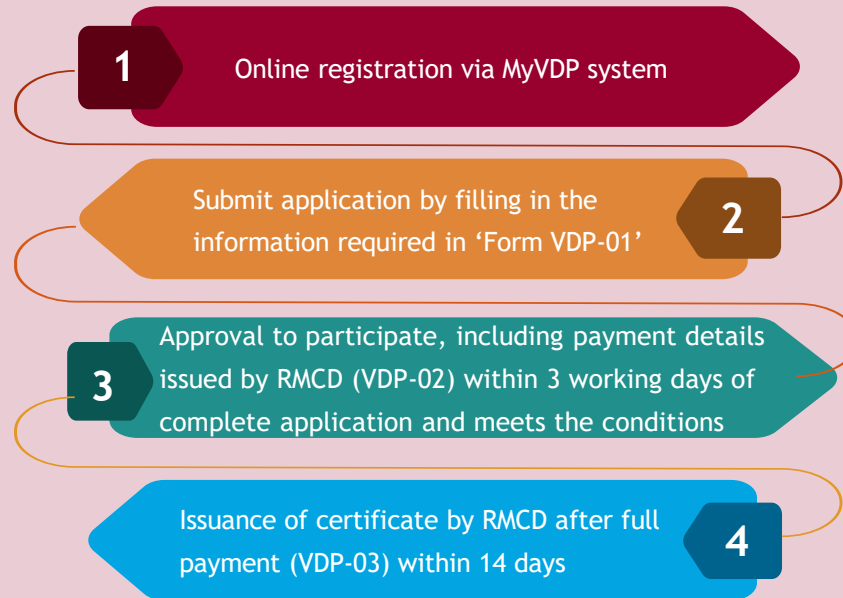 1
Online registration via MyVDP system
Submit application by filling in the
information required in ‘Form VDP-01’
2
Approval to participate, including payment details
issued by RMCD (VDP-02) within 3 working days of
complete application and meets the conditions
3
Issuance of certificate by RMCD after full
payment (VDP-03) within 14 days
4